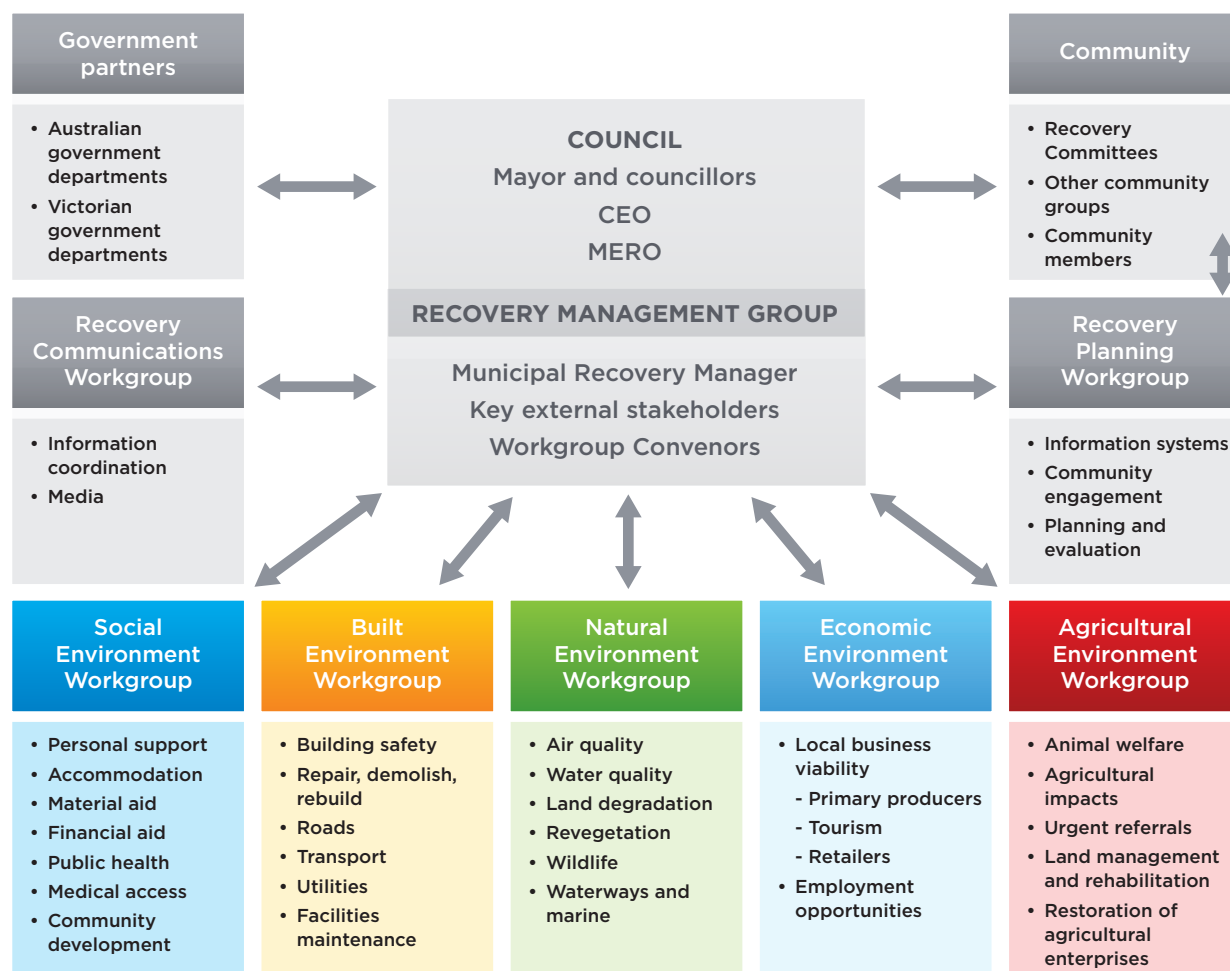 Government
partners
• Australian
government
departments
• Victorian
government
departments
COUNCIL
Mayor and councillors
CEO
MERO
RECOVERY MANAGEMENT GROUP
Municipal Recovery Manager
Key external stakeholders
Workgroup Convenors
Community
• Recovery
Committees
• Other community
groups
• Community
members
Recovery
Communications
Workgroup
• Information
coordination
• Media
Recovery
Planning
Workgroup
• Information systems
• Community
engagement
• Planning and
evaluation
Social
Environment
Workgroup
• Personal support
• Accommodation
• Material aid
• Financial aid
• Public health
• Medical access
• Community
development
Built
Environment
Workgroup
• Building safety
• Repair, demolish,
rebuild
• Roads
• Transport
• Utilities
• Facilities
maintenance
Natural
Environment
Workgroup
• Air quality
• Water quality
• Land degradation
• Revegetation
• Wildlife
• Waterways and
marine
Economic
Environment
Workgroup
• Local business
viability
- Primary producers
- Tourism
- Retailers
• Employment
opportunities
Agricultural
Environment
Workgroup
• Animal welfare
• Agricultural
impacts
• Urgent referrals
• Land management
and rehabilitation
• Restoration of
agricultural
enterprises